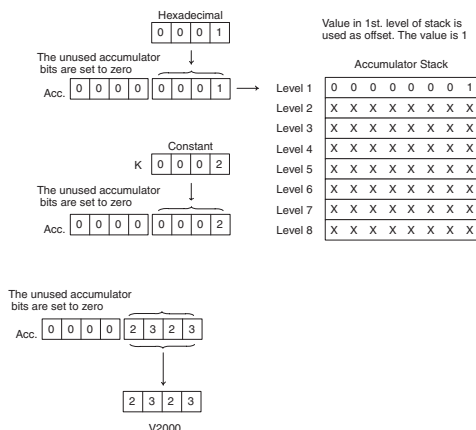 Hexadecimal
0 0 0 1
The unused accumulator
bits are set to zero
Acc. 0 0 0 0 0 0 0 1
Constant
K 0 0 0 2
The unused accumulator
bits are set to zero
Acc. 0 0 0 0 0 0 0 2
Value in 1st. level of stack is
used as offset. The value is 1
Accumulator Stack
Level 1 0 0 0 0 0 0 0 1
Level 2 X X X X X X X X
Level 3 X X X X X X X X
Level 4 X X X X X X X X
Level 5 X X X X X X X X
Level 6 X X X X X X X X
Level 7 X X X X X X X X
Level 8 X X X X X X X X
The unused accumulator
bits are set to zero
Acc. 0 0 0 0 2 3 2 3
2 3 2 3
V2000